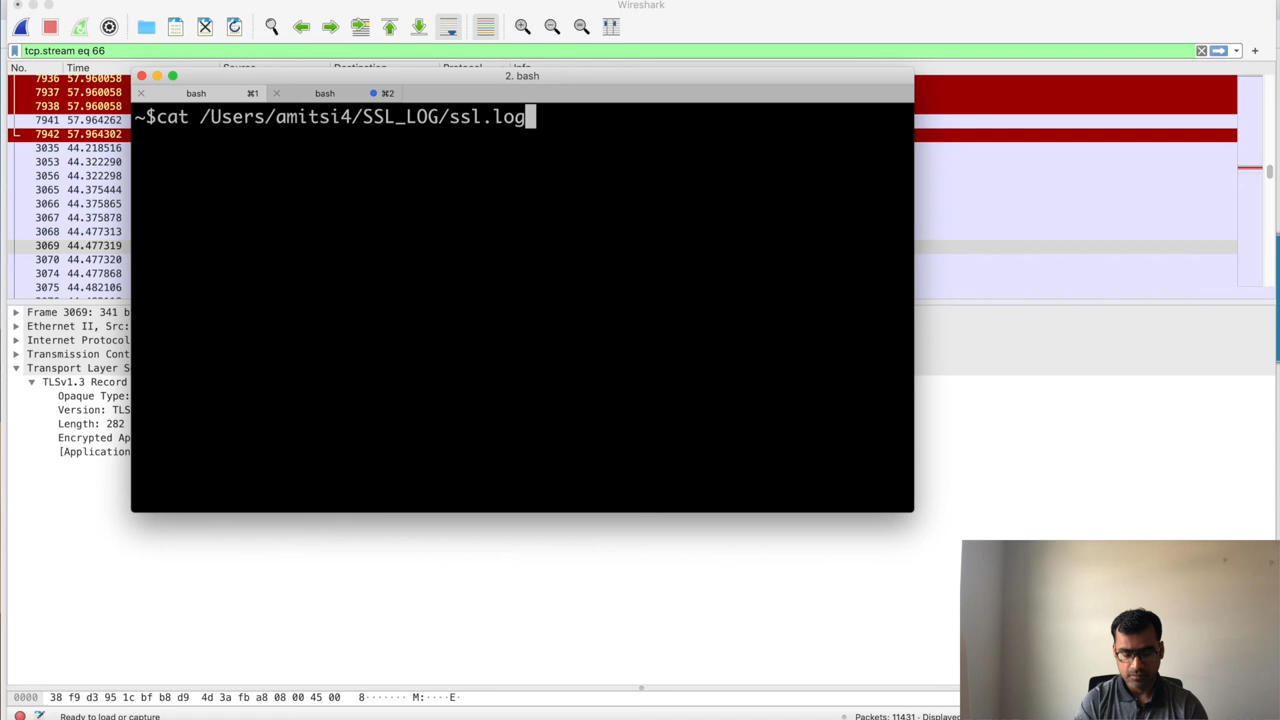 Wireshark
tcp.stream eq 66
No. Time Source Destination Protocol Info
2. bash
bash ⌘1 bash ⌘2
~$cat /Users/amitsi4/SSL_LOG/ssl.log
7936 57.960058
7937 57.960058
7938 57.960058
7941 57.964262
7942 57.964302
3035 44.218516
3053 44.322290
3056 44.322298
3065 44.375444
3066 44.375865
3067 44.375878
3068 44.477313
3069 44.477319
3070 44.477320
3074 44.477868
3075 44.482106
Frame 3069: 341 b
Ethernet II, Src:
Internet Protoco
Transmission Cont
Transport Layer S
TLSv1.3 Record
Opaque Type:
Version: TLS
Length: 282
Encrypted Ap
[Application
0000 38 f9 d3 95 1c bf b8 d9 4d 3a fb a8 08 00 45 00 8······· M:····E·
Ready to load or capture
Packets: 11431 · Displayed